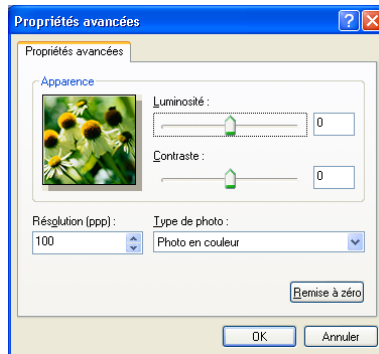 Propriétés avancées
Propriétés avancées
Apparence
Luminosité :
0
Contraste :
0
Résolution (ppp) :
100
Type de photo :
Photo en couleur
Remise à zéro
OK
Annuler